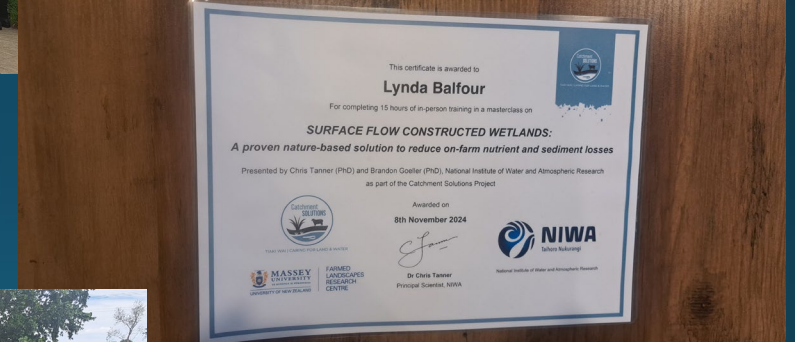 This certificate is awarded to
Lynda Balfour
For completing 15 hours of in-person training in a masterclass on
SURFACE FLOW CONSTRUCTED WETLANDS:
A proven nature-based solution to reduce on-farm nutrient and sediment losses
Presented by Chris Tanner (PhD) and Brandon Goeller (PhD), National Institute of Water and Atmospheric Research
as part of the Catchment Solutions Project
Awarded on
8th November 2024
Dr Chris Tanner
Principal Scientist, NIWA
Catchment
SOLUTIONS
MASSEY
UNIVERSITY
UNIVERSITY OF NEW ZEALAND
FARMED
LANDSCAPES
RESEARCH
CENTRE
NIWA
Taihoro Nukurangi
National Institute of Water and Atmospheric Research